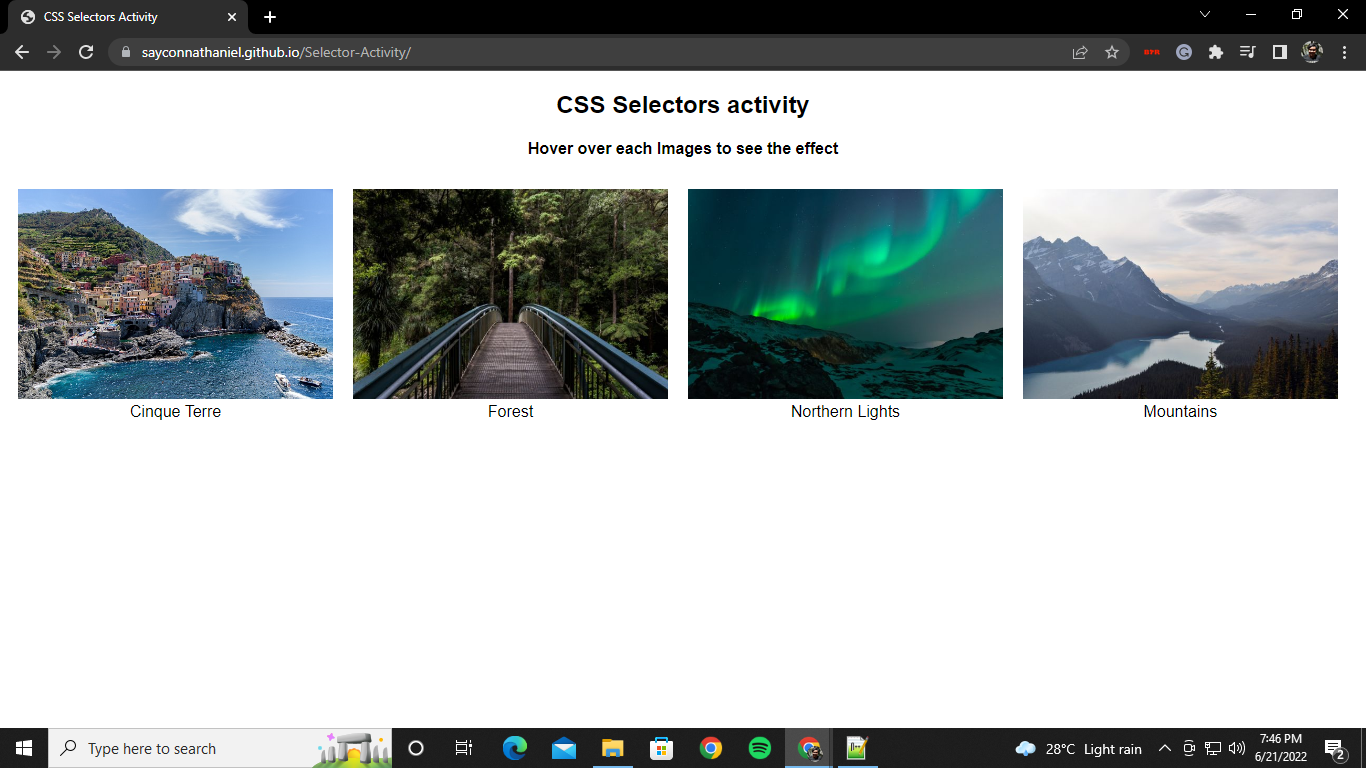 CSS Selectors Activity
sayconnathaniel.github.io/Selector-Activity/
CSS Selectors activity
Hover over each Images to see the effect
Cinque Terre
Forest
Northern Lights
Mountains
Type here to search
28°C Light rain
7:46 PM
6/21/2022
2